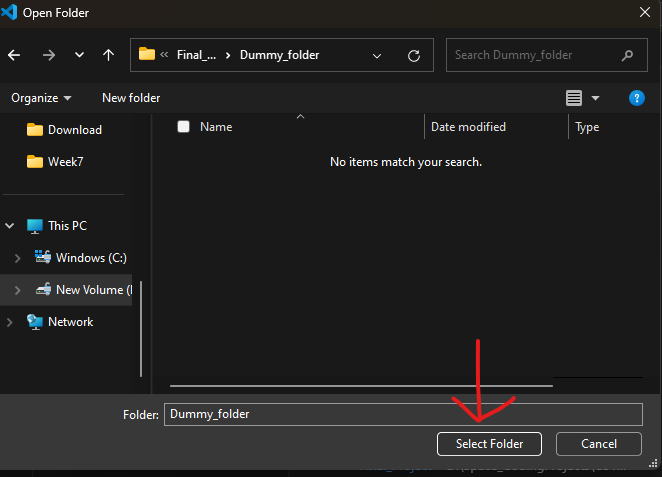 Open Folder
Final_... Dummy_folder
Search Dummy_folder
Organize
New folder
Download
Week7
This PC
Windows (C:)
New Volume (
Network
Name
Date modified
Type
No items match your search.
Folder:
Dummy_folder
Select Folder
Cancel